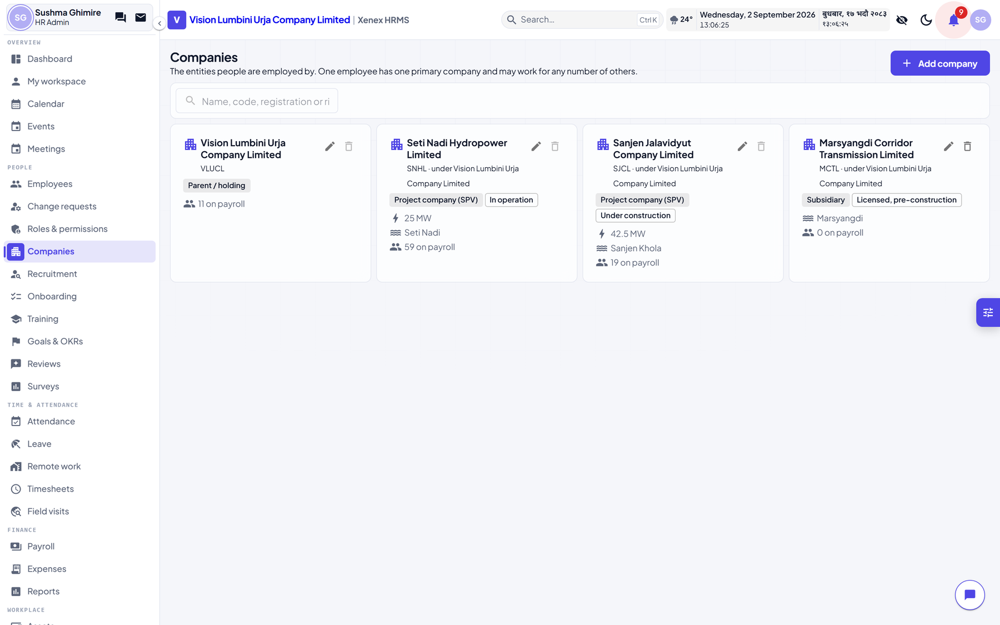 SG
Sushma Ghimire
HR Admin
OVERVIEW
Dashboard
My workspace
Calendar
Events
Meetings
PEOPLE
Employees
Change requests
Roles & permissions
Companies
Recruitment
Onboarding
Training
Goals & OKRs
Reviews
Surveys
TIME & ATTENDANCE
Attendance
Leave
Remote work
Timesheets
Field visits
FINANCE
Payroll
Expenses
Reports
WORKPLACE
V Vision Lumbini Urja Company Limited | Xenex HRMS
Search...
Ctrl K
24°
Wednesday, 2 September 2026
13:06:25
बुधबार, १७ भदौ २०८३
१३:०६:२५
9
SG
Companies
The entities people are employed by. One employee has one primary company and may work for any number of others.
+ Add company
Name, code, registration or ri
Vision Lumbini Urja
Company Limited
VLUCL
Parent / holding
11 on payroll
Seti Nadi Hydropower
Limited
SNHL · under Vision Lumbini Urja
Company Limited
Project company (SPV)
In operation
25 MW
Seti Nadi
59 on payroll
Sanjen Jalavidyut
Company Limited
SJCL · under Vision Lumbini Urja
Company Limited
Project company (SPV)
Under construction
42.5 MW
Sanjen Khola
19 on payroll
Marsyangdi Corridor
Transmission Limited
MCTL · under Vision Lumbini Urja
Company Limited
Subsidiary
Licensed, pre-construction
Marsyangdi
0 on payroll